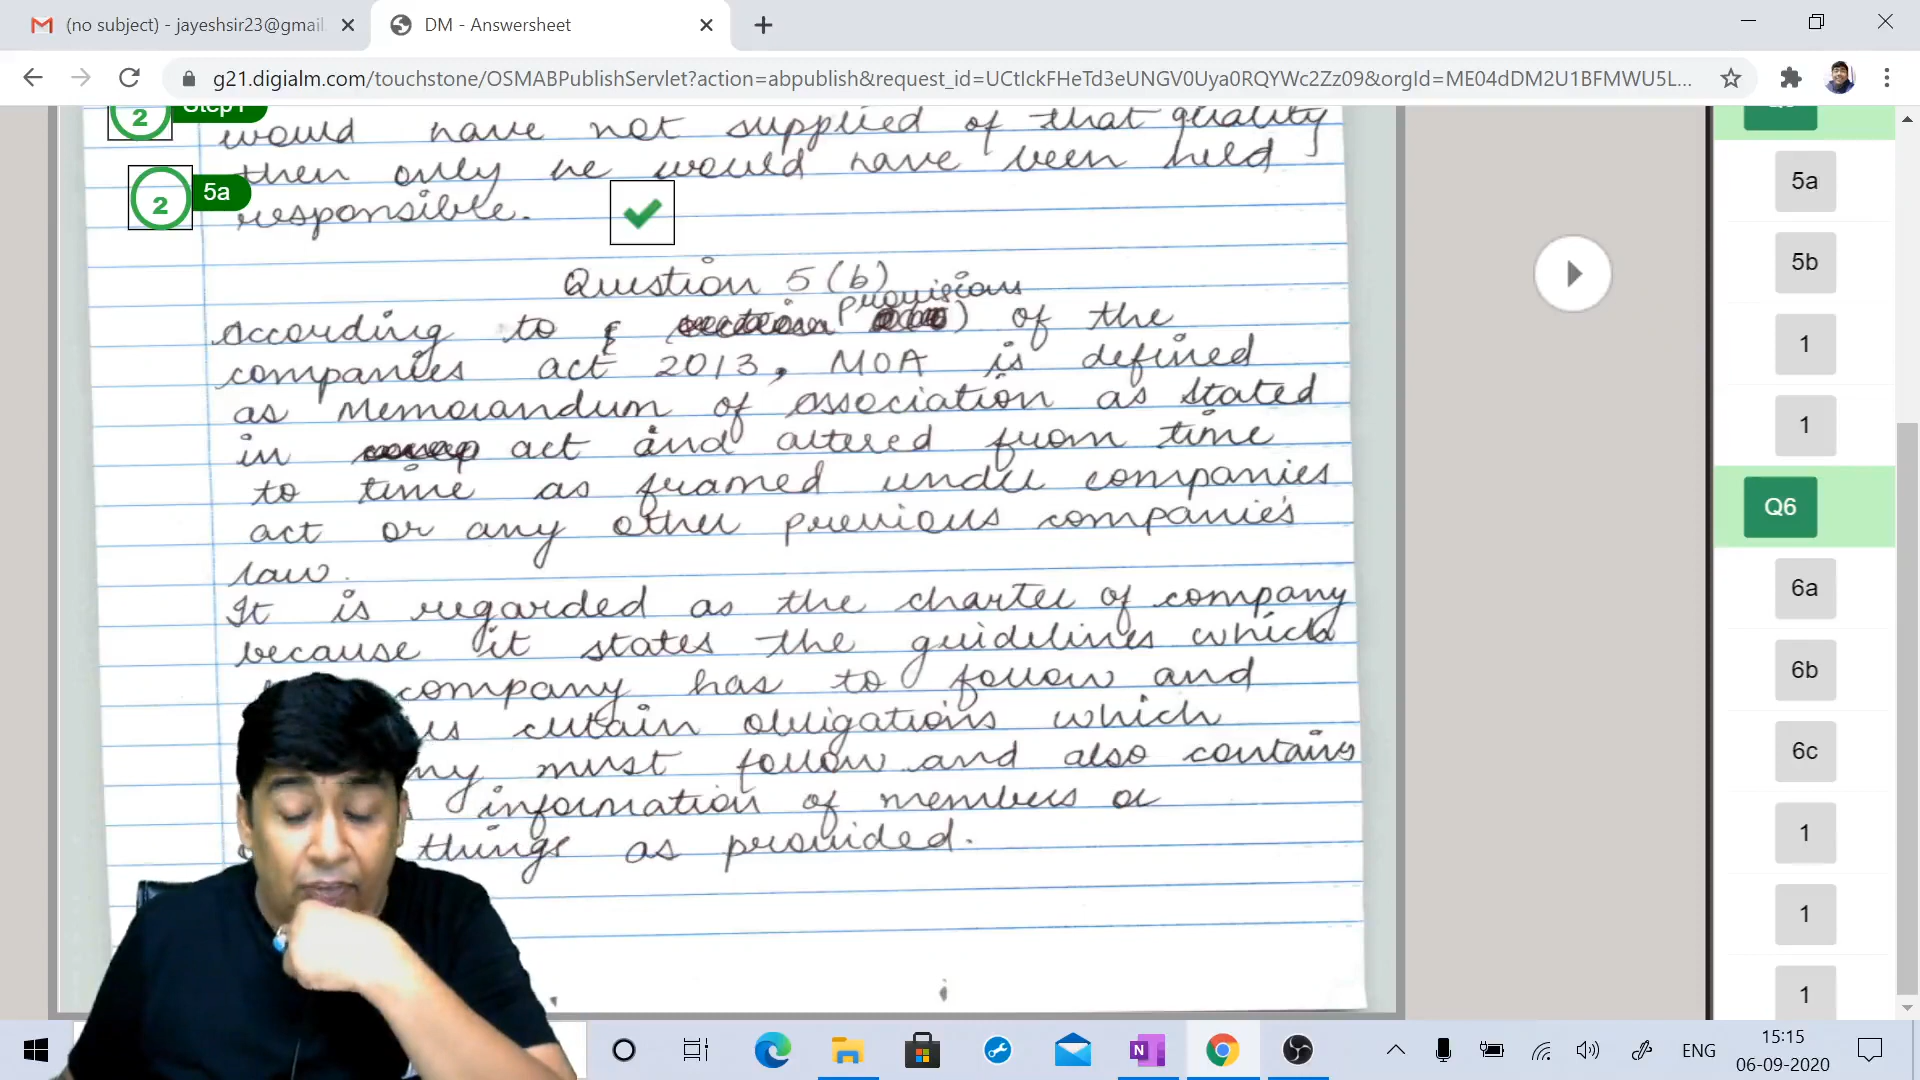 (no subject) - jayeshsir23@gmail.
DM - Answersheet
g21.digialm.com/touchstone/OSMABPublishServlet?action=abpublish&request_id=UCtIckFHeTd3eUNGV0Uya0RQYWc2Zz09&orgId=ME04dDM2U1BFMWU5L...
2 Step1
would have not supplied of that quality
then only he would have been held
2 5a
responsible.
Question 5 (b)
provisions
According to of the
companies act 2013, MOA is defined
as Memorandum of association as stated
in act and altered from time
to time as framed under companies
act or any other previous companies
law.
It is regarded as the charter of company
because it states the guidelines which
company has to follow and
certain obligations which
must follow and also contains
information of members or
things as provided.
5a
5b
1
1
Q6
6a
6b
6c
1
1
1
ENG
15:15
06-09-2020